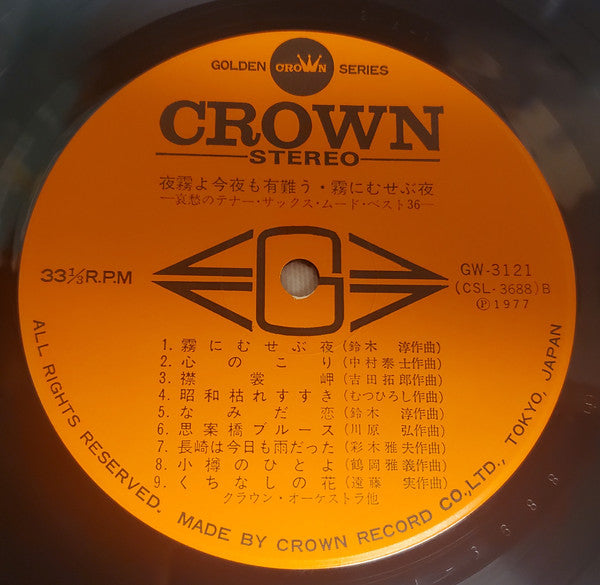 GOLDEN CROWN SERIES
CROWN
STEREO
夜霧よ今夜も有難う・霧にむせぶ夜
—哀愁のテナー・サックス・ムード・ベスト36—
33⅓R.P.M
G
GW-3121
(CSL-3688)B
Ⓟ1977
1. 霧にむせぶ夜(鈴木 淳作曲)
2. 心のこり(中村泰士作曲)
3. 襟裳岬(吉田拓郎作曲)
4. 昭和枯れすすき(むつひろし作曲)
5. なみだ恋(鈴木 淳作曲)
6. 思案橋ブルース(川原 弘作曲)
7. 長崎は今日も雨だった(彩木雅夫作曲)
8. 小樽のひとよ(鶴岡雅義作曲)
9. くちなしの花(遠藤 実作曲)
クラウン・オーケストラ他
ALL RIGHTS RESERVED. MADE BY CROWN RECORD CO.,LTD., TOKYO, JAPAN